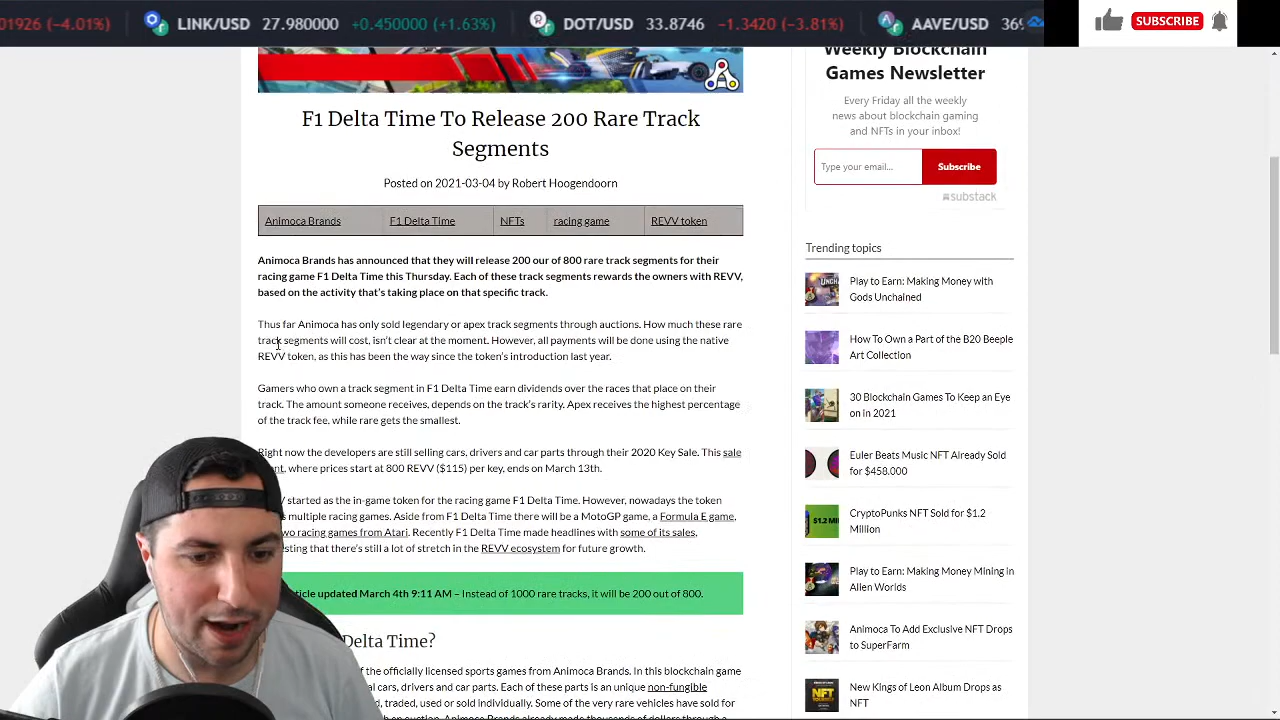 01926 (-4.01%) LINK/USD 27.980000 +0.450000 (+1.63%) DOT/USD 33.8746 -1.3420 (-3.81%) AAVE/USD
SUBSCRIBE
Weekly Blockchain
Games Newsletter
Every Friday all the weekly
news about blockchain gaming
and NFTs in your inbox!
Type your email... Subscribe
substack
F1 Delta Time To Release 200 Rare Track
Segments
Posted on 2021-03-04 by Robert Hoogendoorn
Animoca Brands F1 Delta Time NFTs racing game REVV token
Animoca Brands has announced that they will release 200 out of 800 rare track segments for their
racing game F1 Delta Time this Thursday. Each of these track segments rewards the owners with REVV,
based on the activity that's taking place on that specific track.
Thus far Animoca has only sold legendary or apex track segments through auctions. How much these rare
track segments will cost, isn't clear at the moment. However, all payments will be done using the native
REVV token, as this has been the way since the token's introduction last year.
Gamers who own a track segment in F1 Delta Time earn dividends over the races that place on their
track. The amount someone receives, depends on the track's rarity. Apex receives the highest percentage
of the track fee, while rare gets the smallest.
Right now the developers are still selling cars, drivers and car parts through their 2020 Key Sale. This sale
where prices start at 800 REVV ($115) per key, ends on March 13th.
started as the in-game token for the racing game F1 Delta Time. However, nowadays the token
multiple racing games. Aside from F1 Delta Time there will be a MotoGP game, a Formula E game,
two racing games from Atari. Recently F1 Delta Time made headlines with some of its sales,
that there's still a lot of stretch in the REVV ecosystem for future growth.
updated March 4th 9:11 AM – Instead of 1000 rare tracks, it will be 200 out of 800.
Delta Time?
of the officially licensed sports games from Animoca Brands. In this blockchain game
drivers and car parts. Each of these parts is an unique non-fungible
used or sold individually. Some of the very rare vehicles have sold for
Animoca Brands already made thousands of dollars through a
Trending topics
Play to Earn: Making Money with
Gods Unchained
How To Own a Part of the B20 Beeple
Art Collection
30 Blockchain Games To Keep an Eye
on in 2021
Euler Beats Music NFT Already Sold
for $458.000
CryptoPunks NFT Sold for $1.2
Million
Play to Earn: Making Money Mining in
Alien Worlds
Animoca To Add Exclusive NFT Drops
to SuperFarm
New Kings of Leon Album Drops as
NFT